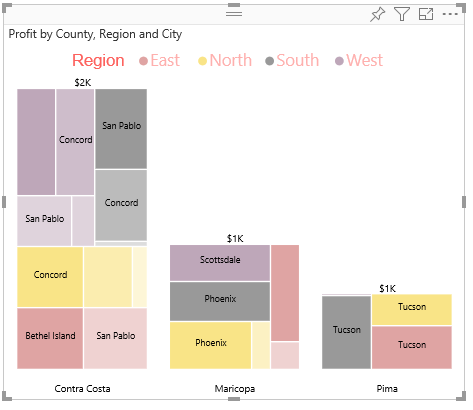 Profit by County, Region and City
Region East North South West
$2K
Concord
San Pablo
Concord
San Pablo
Concord
Bethel Island
San Pablo
Contra Costa
$1K
Scottsdale
Phoenix
Phoenix
Maricopa
$1K
Tucson
Tucson
Tucson
Pima